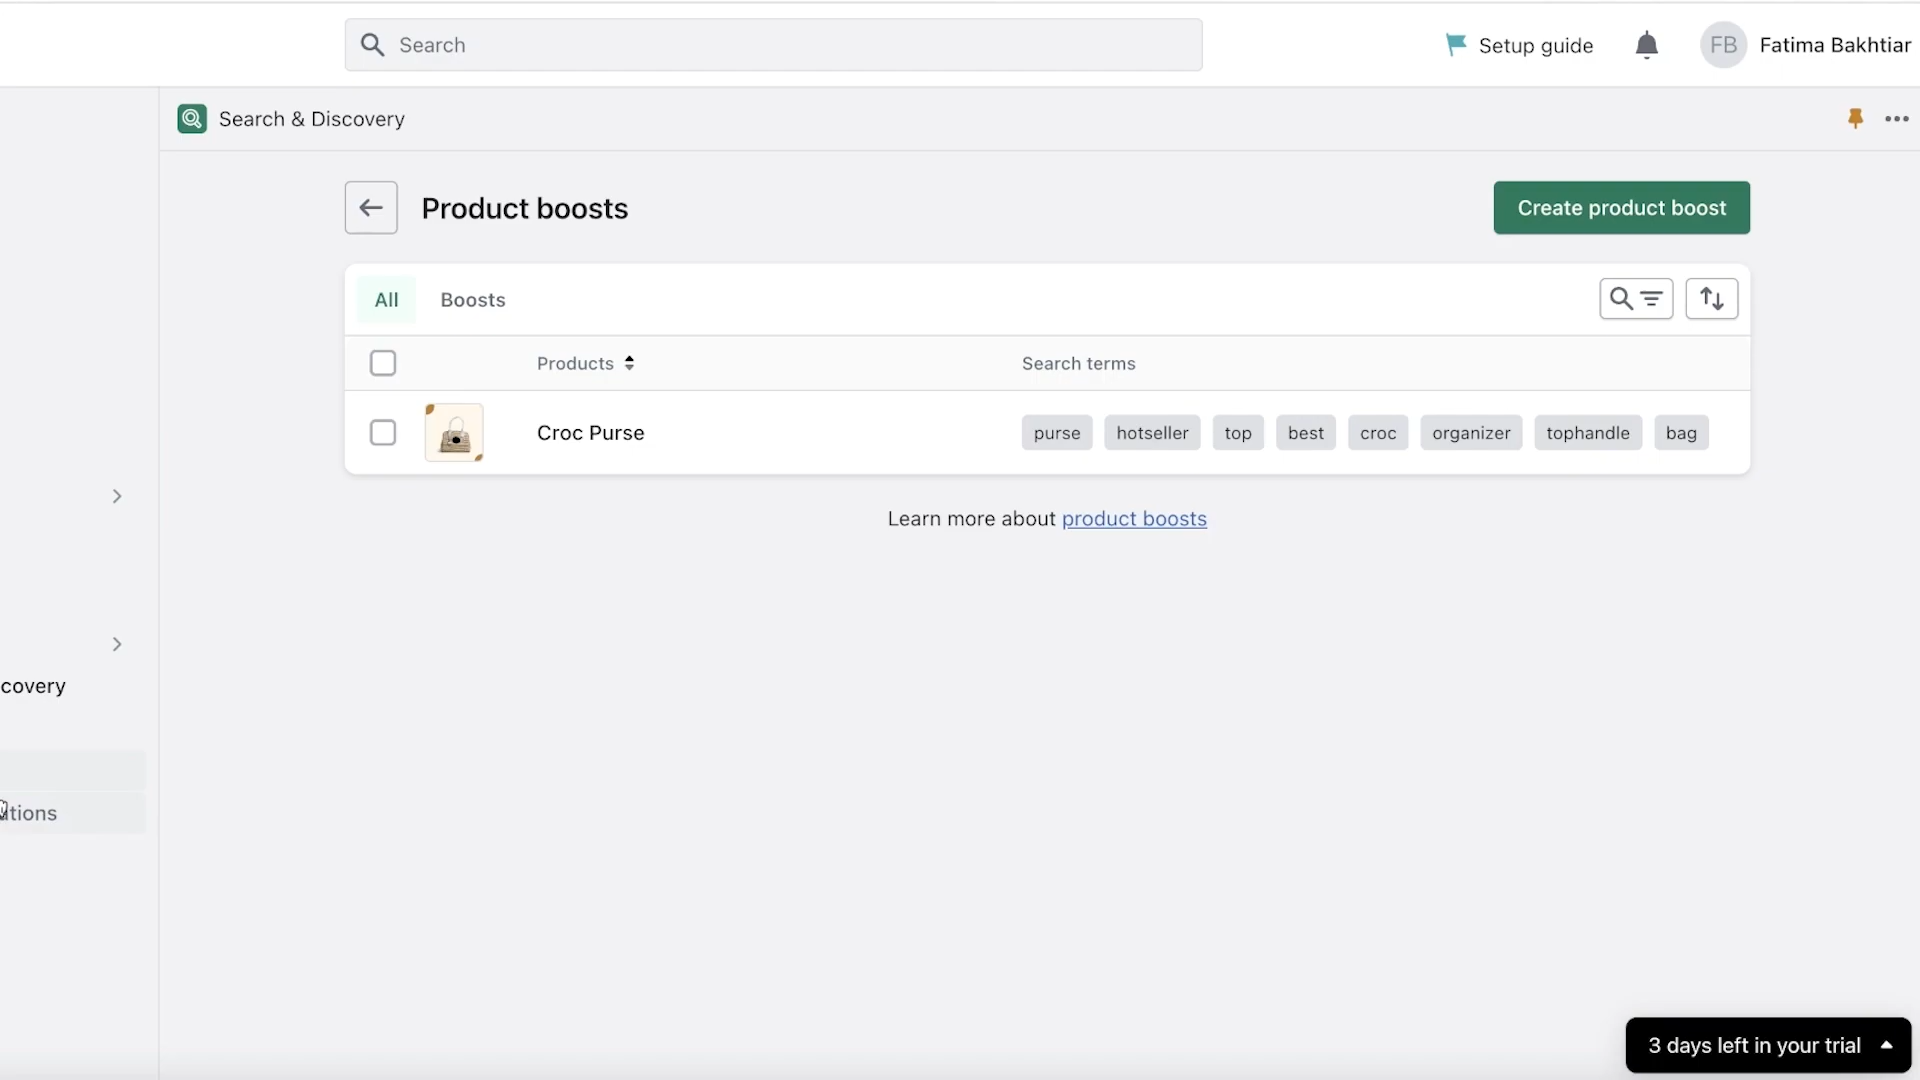 Search
Setup guide
FB
Fatima Bakhtiar
Search & Discovery
Product boosts
Create product boost
All
Boosts
Products
Search terms
Croc Purse
purse hotseller top best croc organizer tophandle bag
Learn more about product boosts
covery
tions
3 days left in your trial